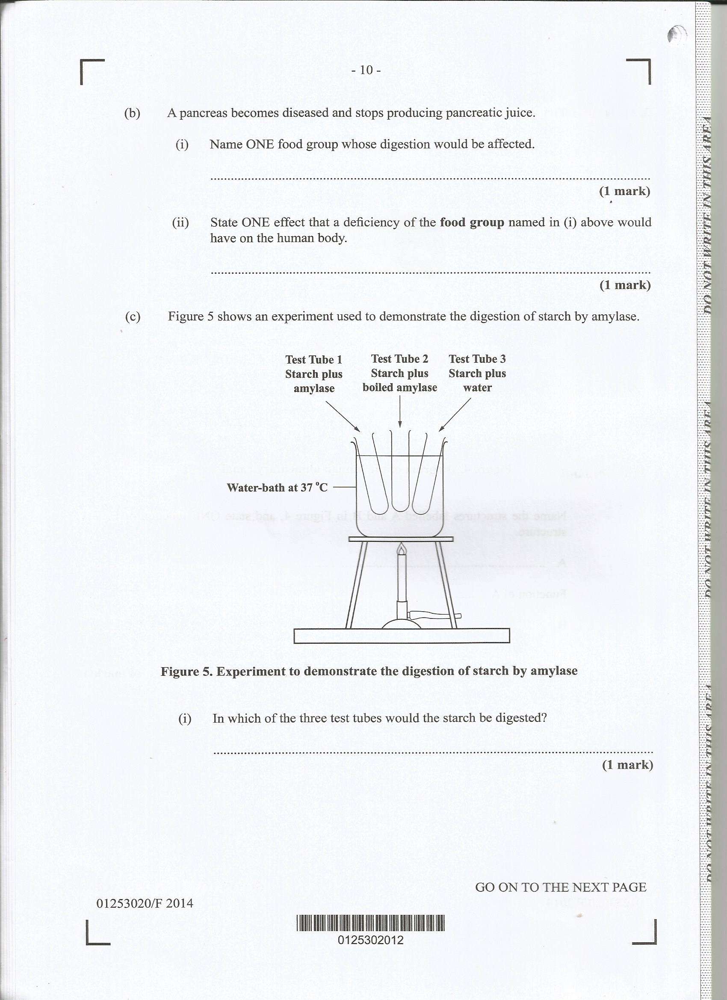 - 10 -
(b) A pancreas becomes diseased and stops producing pancreatic juice.
(i) Name ONE food group whose digestion would be affected.
(1 mark)
(ii) State ONE effect that a deficiency of the food group named in (i) above would
have on the human body.
(1 mark)
(c) Figure 5 shows an experiment used to demonstrate the digestion of starch by amylase.
Test Tube 1
Starch plus
amylase
Test Tube 2
Starch plus
boiled amylase
Test Tube 3
Starch plus
water
Water-bath at 37 °C
Figure 5. Experiment to demonstrate the digestion of starch by amylase
(i) In which of the three test tubes would the starch be digested?
(1 mark)
GO ON TO THE NEXT PAGE
01253020/F 2014
0125302012
DO NOT WRITE IN THIS AREA
DO NOT WRITE IN THIS AREA
DO NOT WRITE IN THIS AREA